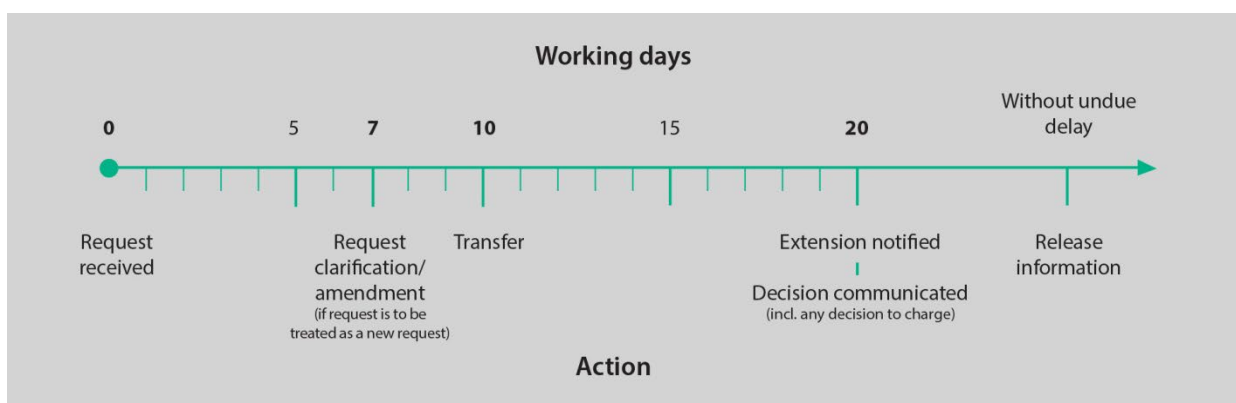 Working days
Without undue
delay
0
5
7
10
15
20
Request
received
Request
clarification/
amendment
(if request is to be
treated as a new request)
Transfer
Extension notified
Decision communicated
(incl. any decision to charge)
Release
information
Action